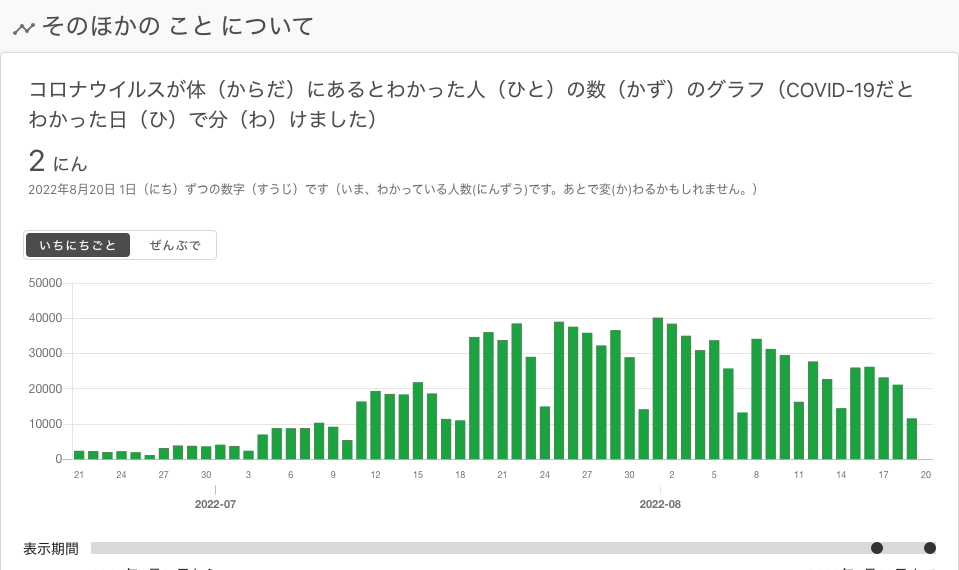 そのほかの こと について
コロナウイルスが体（からだ）にあるとわかった人（ひと）の数（かず）のグラフ（COVID-19だと
わかった日（ひ）で分（わ）けました）
2 にん
2022年8月20日 1日（にち）ずつの数字（すうじ）です（いま、わかっている人数(にんずう)です。あとで変(か)わるかもしれません。）
いちにちごと ぜんぶで
50000
40000
30000
20000
10000
0
21 24 27 30 3 6 9 12 15 18 21 24 27 30 2 5 8 11 14 17 20
2022-07 2022-08
表示期間